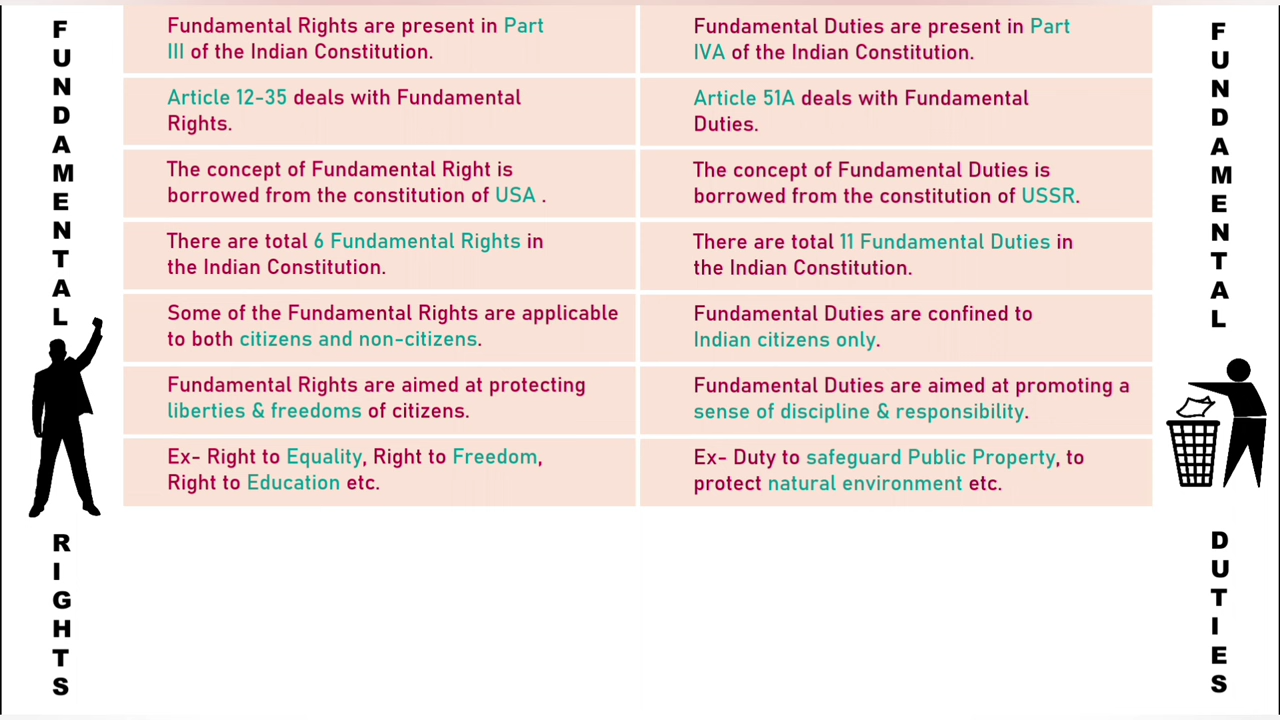 FUNDAMENTAL
RIGHTS
Fundamental Rights are present in Part
III of the Indian Constitution.
Fundamental Duties are present in Part
IVA of the Indian Constitution.
Article 12-35 deals with Fundamental
Rights.
Article 51A deals with Fundamental
Duties.
The concept of Fundamental Right is
borrowed from the constitution of USA .
The concept of Fundamental Duties is
borrowed from the constitution of USSR.
There are total 6 Fundamental Rights in
the Indian Constitution.
There are total 11 Fundamental Duties in
the Indian Constitution.
Some of the Fundamental Rights are applicable
to both citizens and non-citizens.
Fundamental Duties are confined to
Indian citizens only.
Fundamental Rights are aimed at protecting
liberties & freedoms of citizens.
Fundamental Duties are aimed at promoting a
sense of discipline & responsibility.
Ex- Right to Equality, Right to Freedom,
Right to Education etc.
Ex- Duty to safeguard Public Property, to
protect natural environment etc.
FUNDAMENTAL
DUTIES